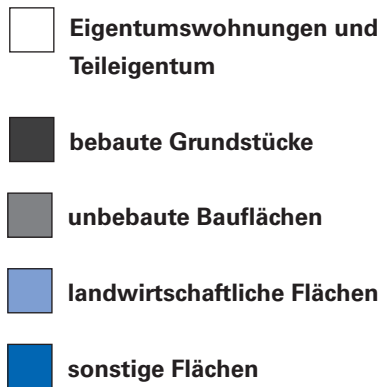 Eigentumswohnungen und
Teileigentum
bebaute Grundstücke
unbebaute Bauflächen
landwirtschaftliche Flächen
sonstige Flächen